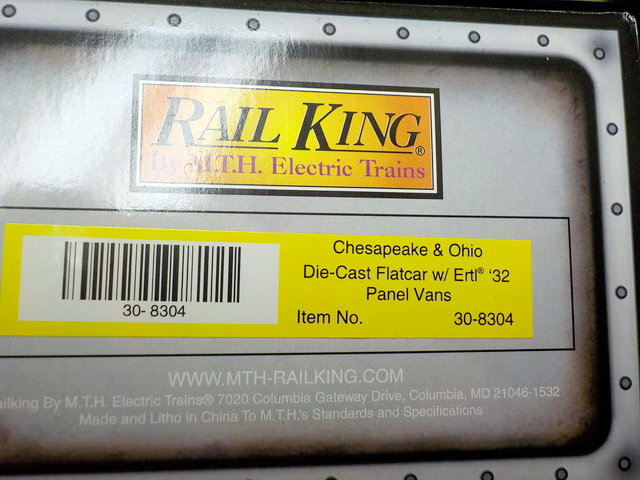 RAIL KING®
By M.T.H. Electric Trains
Chesapeake & Ohio
Die-Cast Flatcar w/ Ertl® '32
Panel Vans
30- 8304
Item No. 30-8304
WWW.MTH-RAILKING.COM
ailking By M.T.H. Electric Trains® 7020 Columbia Gateway Drive, Columbia, MD 21046-1532
Made and Litho in China To M.T.H.'s Standards and Specifications